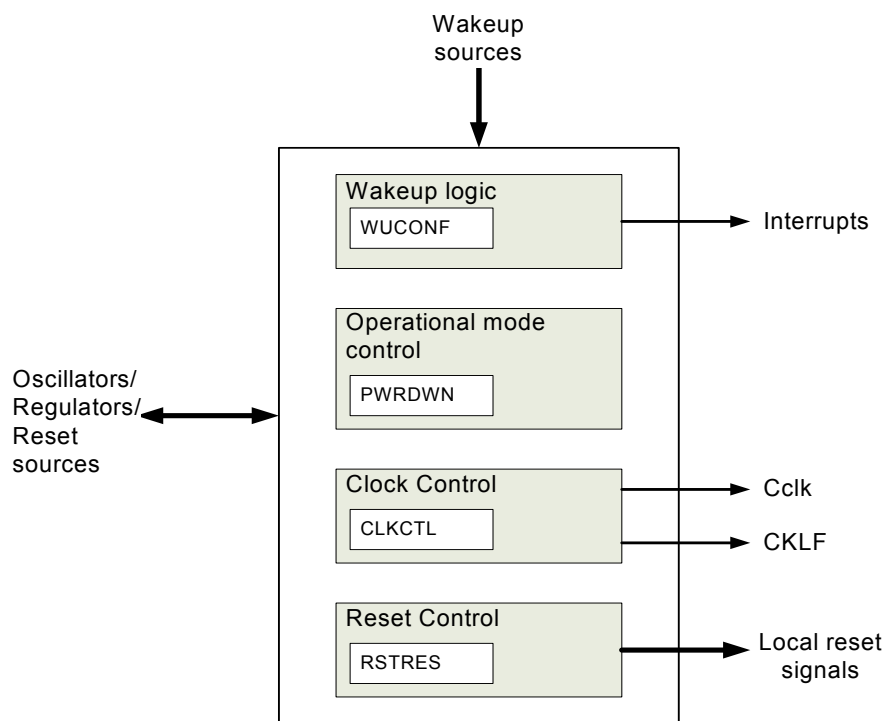 Wakeup
sources
Wakeup logic
WUCONF
Interrupts
Operational mode
control
PWRDWN
Oscillators/
Regulators/
Reset
sources
Clock Control
CLKCTL
Cclk
CKLF
Reset Control
RSTRES
Local reset
signals